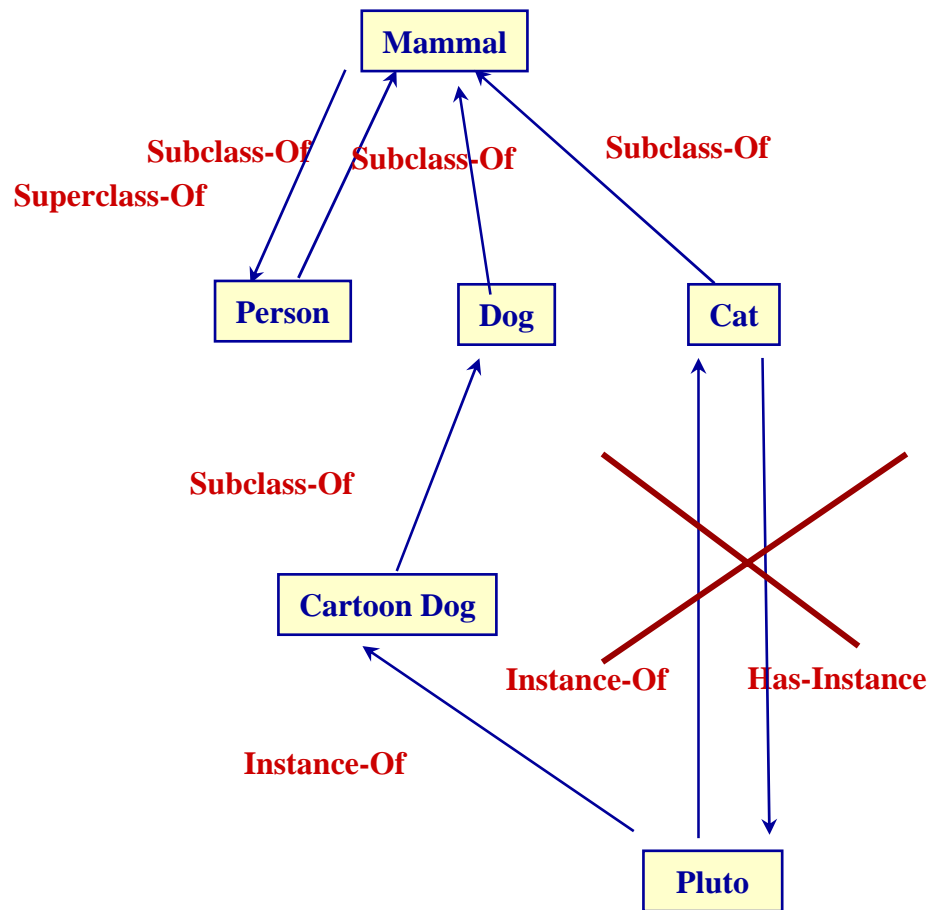 Mammal
Subclass-Of
Subclass-Of
Subclass-Of
Superclass-Of
Person
Dog
Cat
Subclass-Of
Cartoon Dog
Instance-Of
Has-Instance
Instance-Of
Pluto